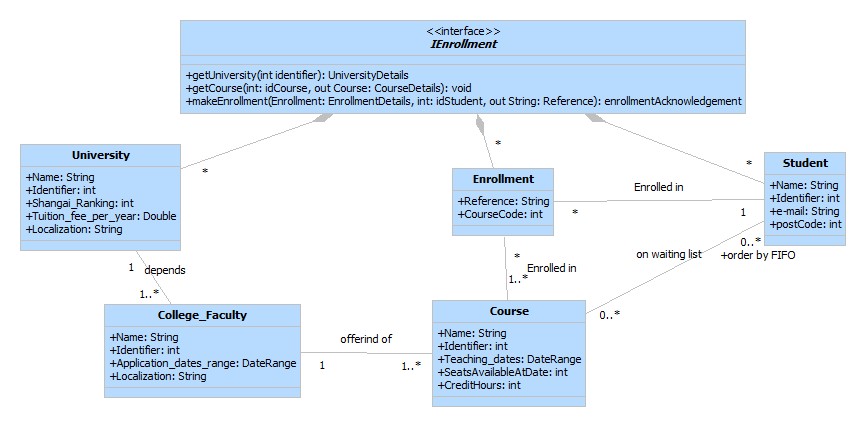 <<interface>>
IEnrollment
+getUniversity(int identifier): UniversityDetails
+getCourse(int: idCourse, out Course: CourseDetails): void
+makeEnrollment(Enrollment: EnrollmentDetails, int: idStudent, out String: Reference): enrollmentAcknowledgement
University
+Name: String
+Identifier: int
+Shangai_Ranking: int
+Tuition_fee_per_year: Double
+Localization: String
*
*
*
Enrollment
+Reference: String
+CourseCode: int
Student
+Name: String
+Identifier: int
+e-mail: String
+postCode: int
Enrolled in
*
1
on waiting list
0..*
+order by FIFO
0..*
*
Enrolled in
1..*
1
depends
1..*
College_Faculty
+Name: String
+Identifier: int
+Application_dates_range: DateRange
+Localization: String
offerind of
1
1..*
Course
+Name: String
+Identifier: int
+Teaching_dates: DateRange
+SeatsAvailableAtDate: int
+CreditHours: int